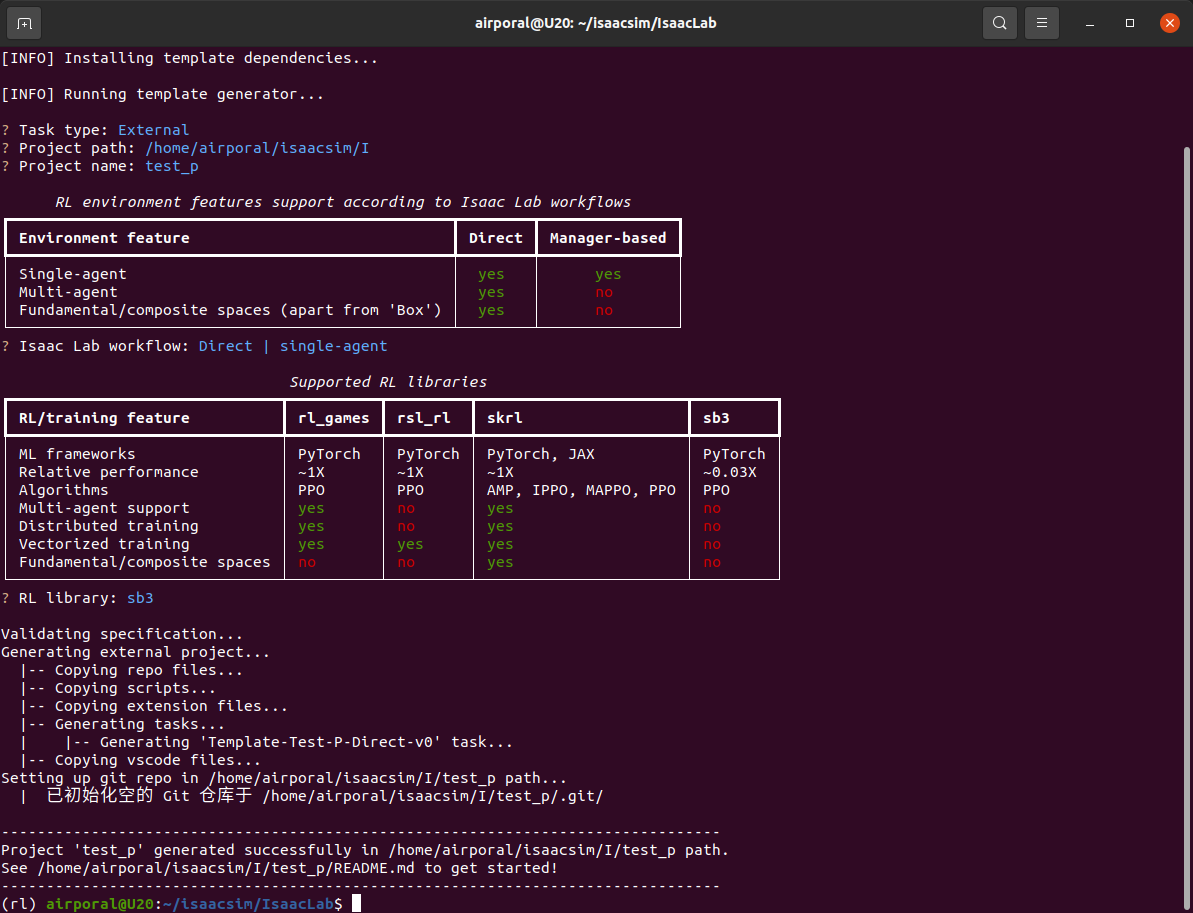 airporal@U20: ~/isaacsim/IsaacLab
[INFO] Installing template dependencies...
[INFO] Running template generator...
? Task type: External
? Project path: /home/airporal/isaacsim/I
? Project name: test_p
RL environment features support according to Isaac Lab workflows
Environment feature Direct Manager-based
Single-agent yes yes
Multi-agent yes no
Fundamental/composite spaces (apart from 'Box') yes no
? Isaac Lab workflow: Direct | single-agent
Supported RL libraries
RL/training feature rl_games rsl_rl skrl sb3
ML frameworks PyTorch PyTorch PyTorch, JAX PyTorch
Relative performance ~1X ~1X ~1X ~0.03X
Algorithms PPO PPO AMP, IPPO, MAPPO, PPO PPO
Multi-agent support yes no yes no
Distributed training yes no yes no
Vectorized training yes yes yes no
Fundamental/composite spaces no no yes no
? RL library: sb3
Validating specification...
Generating external project...
|-- Copying repo files...
|-- Copying scripts...
|-- Copying extension files...
|-- Generating tasks...
|    |-- Generating 'Template-Test-P-Direct-v0' task...
|-- Copying vscode files...
Setting up git repo in /home/airporal/isaacsim/I/test_p path...
|  已初始化空的 Git 仓库于 /home/airporal/isaacsim/I/test_p/.git/
--------------------------------------------------------------------------------
Project 'test_p' generated successfully in /home/airporal/isaacsim/I/test_p path.
See /home/airporal/isaacsim/I/test_p/README.md to get started!
--------------------------------------------------------------------------------
(rl) airporal@U20:~/isaacsim/IsaacLab$